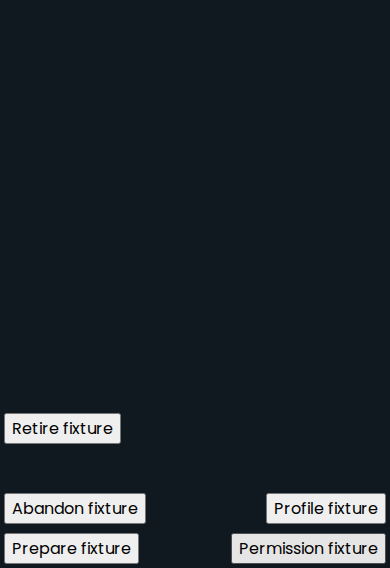 Retire fixture
Abandon fixture
Profile fixture
Prepare fixture
Permission fixture